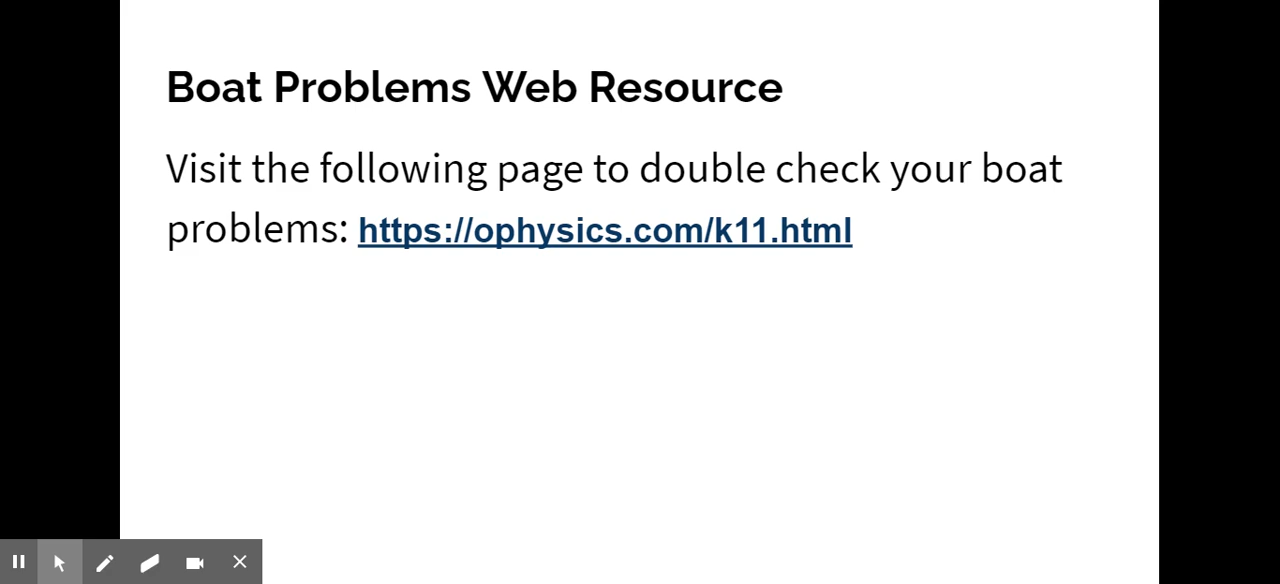 Boat Problems Web Resource
Visit the following page to double check your boat
problems: https://ophysics.com/k11.html